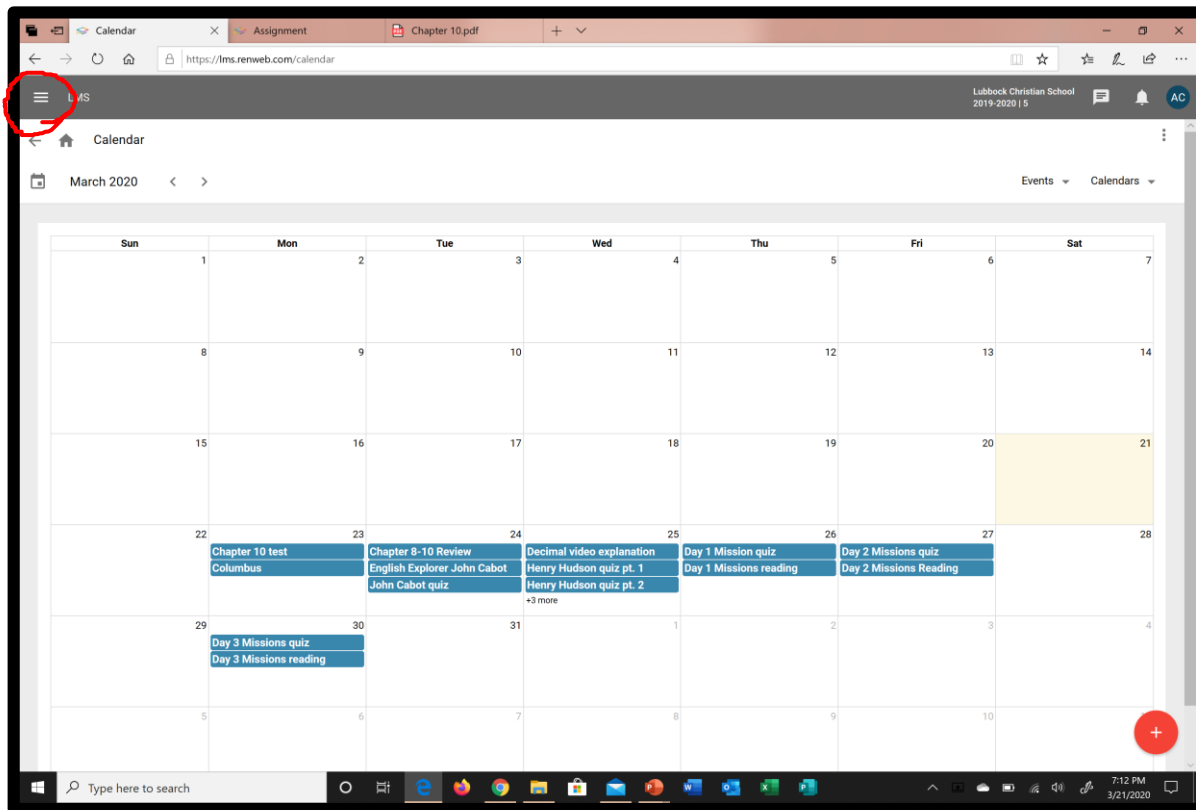 Calendar
Assignment
Chapter 10.pdf
https://lms.renweb.com/calendar
LMS
Lubbock Christian School
2019-2020 | 5
AC
Calendar
March 2020
Events
Calendars
Sun Mon Tue Wed Thu Fri Sat
1 2 3 4 5 6 7
8 9 10 11 12 13 14
15 16 17 18 19 20 21
22 23 24 25 26 27 28
Chapter 10 test Chapter 8-10 Review Decimal video explanation Day 1 Mission quiz Day 2 Missions quiz
Columbus English Explorer John Cabot Henry Hudson quiz pt. 1 Day 1 Missions reading Day 2 Missions Reading
John Cabot quiz Henry Hudson quiz pt. 2
+3 more
29 30 31 1 2 3 4
Day 3 Missions quiz
Day 3 Missions reading
5 6 7 8 9 10
+
Type here to search
7:12 PM
3/21/2020